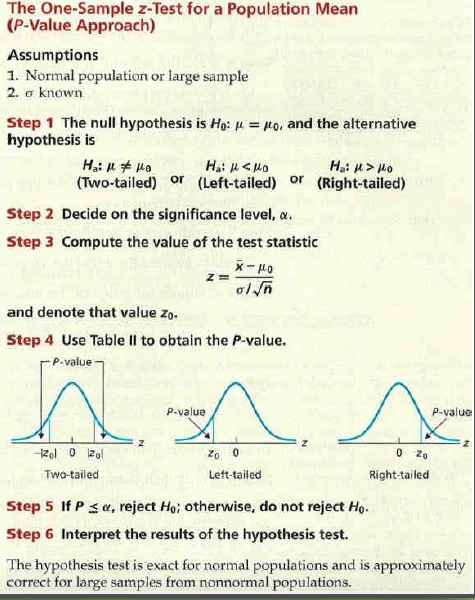 The One-Sample z-Test for a Population Mean
(P-Value Approach)
Assumptions
1. Normal population or large sample
2. σ known
Step 1 The null hypothesis is H₀: μ = μ₀, and the alternative
hypothesis is
Hₐ: μ ≠ μ₀ Hₐ: μ < μ₀ Hₐ: μ > μ₀
(Two-tailed) or (Left-tailed) or (Right-tailed)
Step 2 Decide on the significance level, α.
Step 3 Compute the value of the test statistic
z = (x̄ − μ₀) / (σ/√n)
and denote that value z₀.
Step 4 Use Table II to obtain the P-value.
P-value P-value P-value
−|z₀| 0 |z₀| z z₀ 0 z 0 z₀ z
Two-tailed Left-tailed Right-tailed
Step 5 If P ≤ α, reject H₀; otherwise, do not reject H₀.
Step 6 Interpret the results of the hypothesis test.
The hypothesis test is exact for normal populations and is approximately
correct for large samples from nonnormal populations.